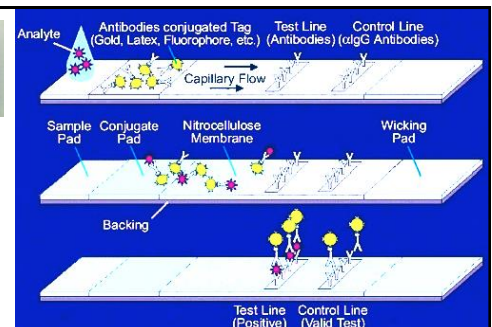 Analyte
Antibodies conjugated Tag
(Gold, Latex, Fluorophore, etc.)
Test Line
(Antibodies)
Control Line
(αIgG Antibodies)
Capillary Flow
Sample
Pad
Conjugate
Pad
Nitrocellulose
Membrane
Wicking
Pad
Backing
Test Line
(Positive)
Control Line
(Valid Test)